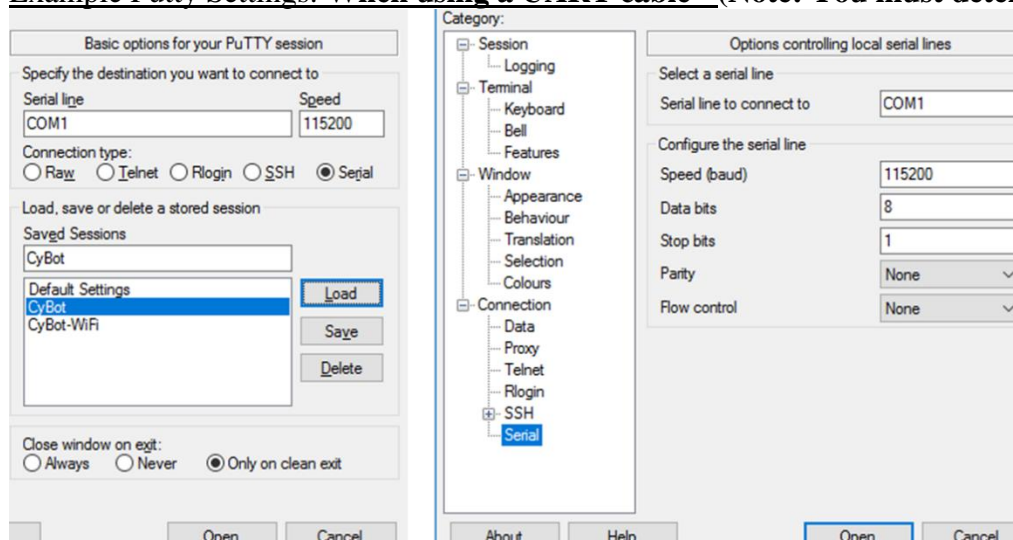 Example Putty Settings: When using a UART cable (Note: You must
Basic options for your PuTTY session
Specify the destination you want to connect to
Serial line
Speed
COM1
115200
Connection type:
Raw Telnet Rlogin SSH Serial
Load, save or delete a stored session
Saved Sessions
CyBot
Default Settings
CyBot
CyBot-WiFi
Load
Save
Delete
Close window on exit:
Always Never Only on clean exit
Open Cancel
Category:
Session
Logging
Terminal
Keyboard
Bell
Features
Window
Appearance
Behaviour
Translation
Selection
Colours
Connection
Data
Proxy
Telnet
Rlogin
SSH
Serial
Options controlling local serial lines
Select a serial line
Serial line to connect to COM1
Configure the serial line
Speed (baud) 115200
Data bits 8
Stop bits 1
Parity None
Flow control None
About Help Open Cancel